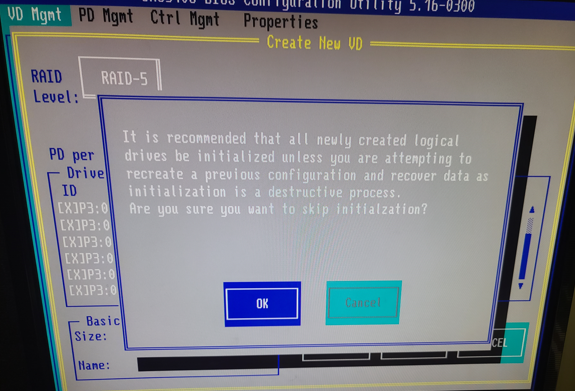 BIOS Configuration Utility 5.16-0300
VD Mgmt PD Mgmt Ctrl Mgmt Properties
Create New VD
RAID
Level:
RAID-5
It is recommended that all newly created logical
drives be initialized unless you are attempting to
recreate a previous configuration and recover data as
initialization is a destructive process.
Are you sure you want to skip initialzation?
PD per
Drive
ID
[X]P3:0
[X]P3:0
[X]P3:0
[X]P3:0
[X]P3:0
[X]P3:0
OK Cancel
Basic
Size:
Name:
CEL